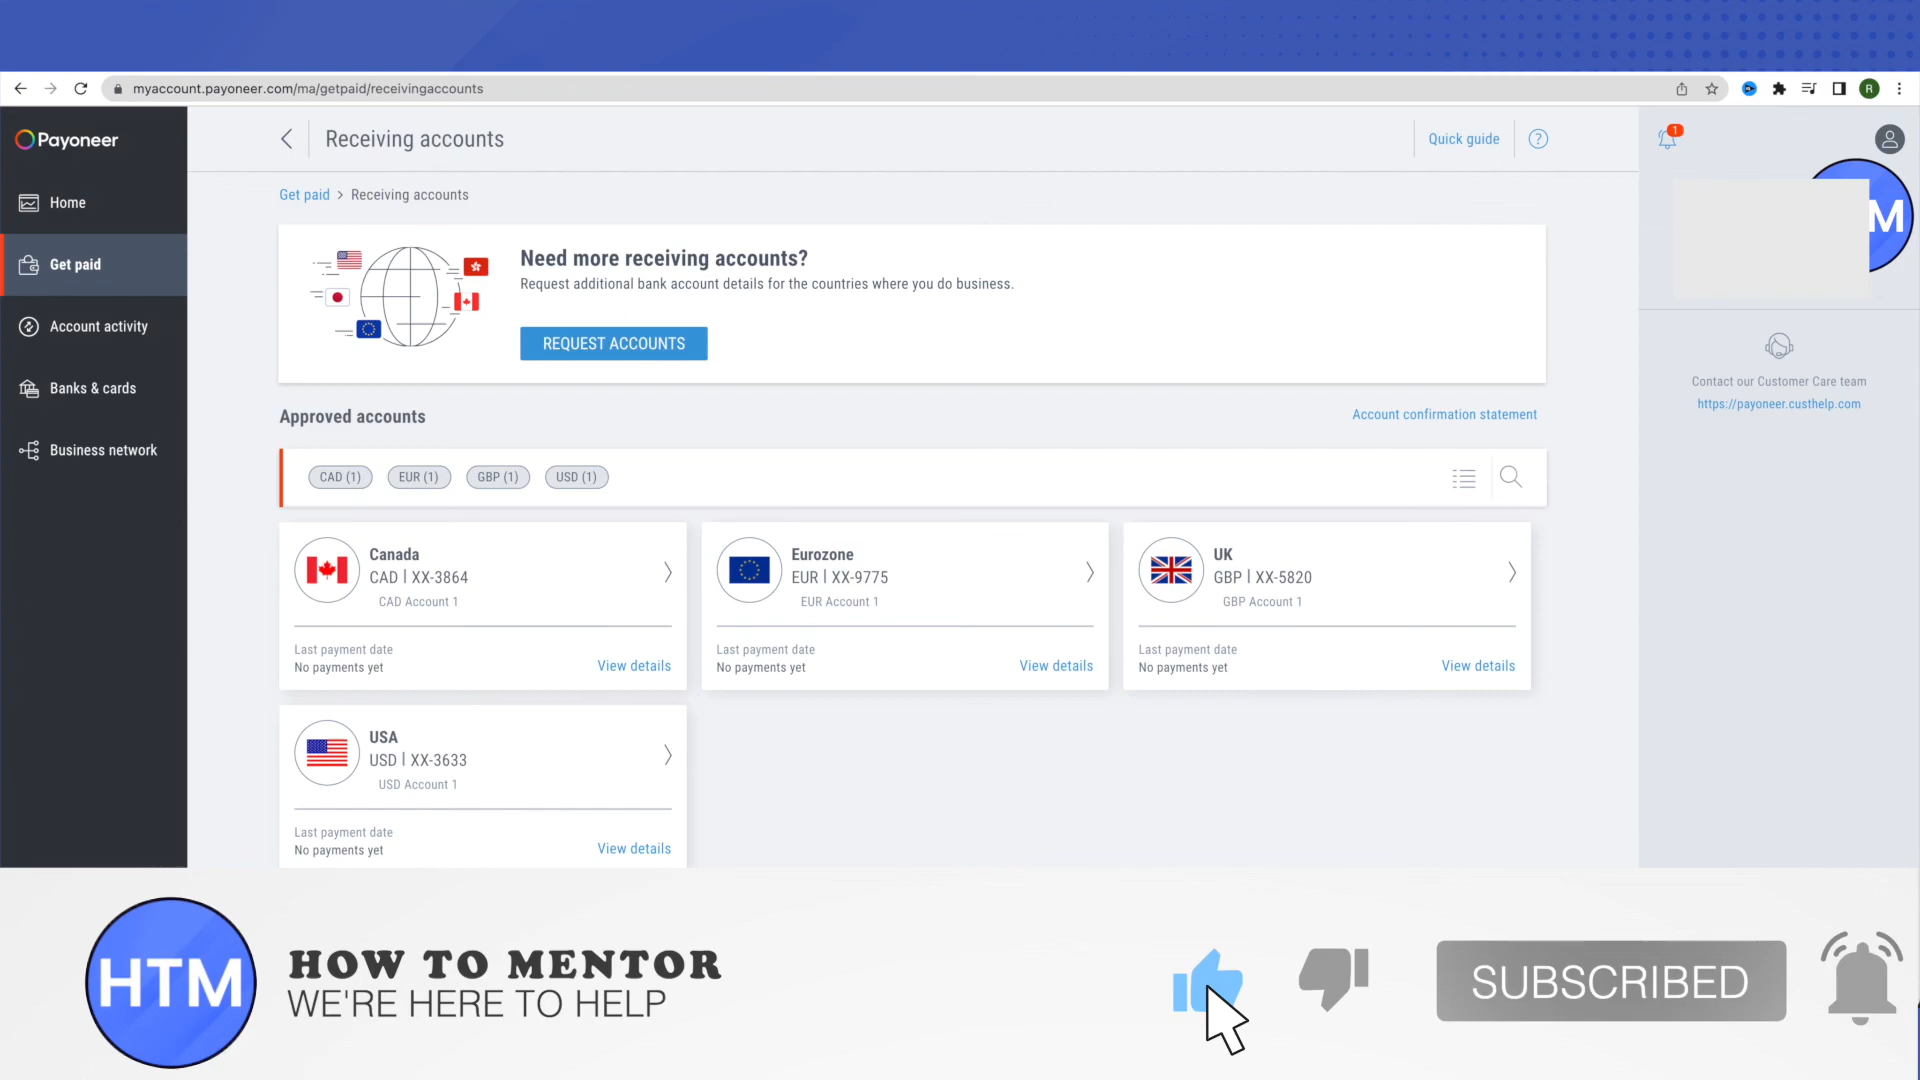 myaccount.payoneer.com/ma/getpaid/receivingaccounts
R
Payoneer
Home
Get paid
Account activity
Banks & cards
Business network
Receiving accounts
Quick guide
?
1
Get paid > Receiving accounts
M
Need more receiving accounts?
Request additional bank account details for the countries where you do business.
REQUEST ACCOUNTS
Contact our Customer Care team
https://payoneer.custhelp.com
Approved accounts
Account confirmation statement
CAD (1) EUR (1) GBP (1) USD (1)
Canada
CAD | XX-3864
CAD Account 1
Last payment date
No payments yet
View details
Eurozone
EUR | XX-9775
EUR Account 1
Last payment date
No payments yet
View details
UK
GBP | XX-5820
GBP Account 1
Last payment date
No payments yet
View details
USA
USD | XX-3633
USD Account 1
Last payment date
No payments yet
View details
HTM
HOW TO MENTOR
WE'RE HERE TO HELP
SUBSCRIBED